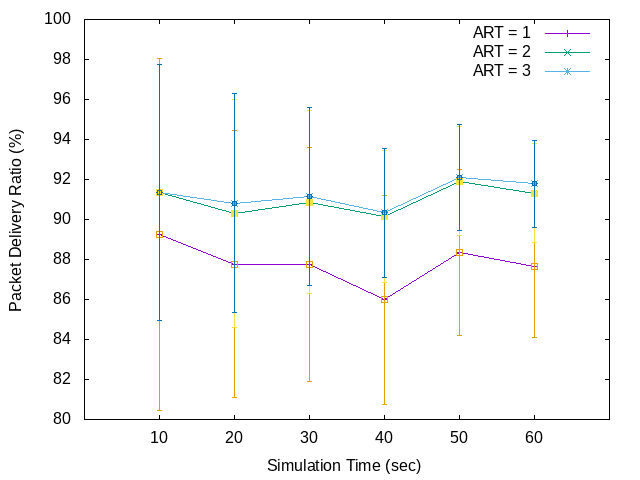 100
98
96
94
92
90
88
86
84
82
80
Packet Delivery Ratio (%)
ART = 1
ART = 2
ART = 3
10 20 30 40 50 60
Simulation Time (sec)